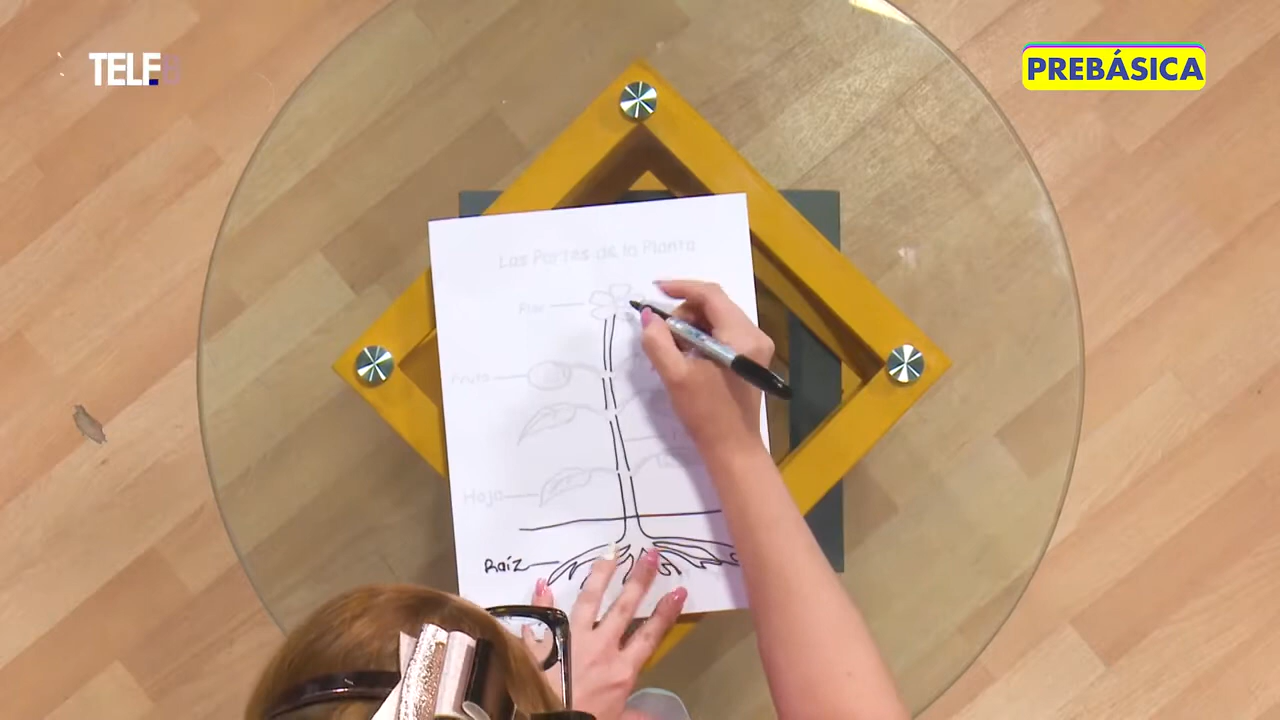 TELE
PREBÁSICA
Las Partes de la Planta
Flor
Fruto
Hoja
Raíz